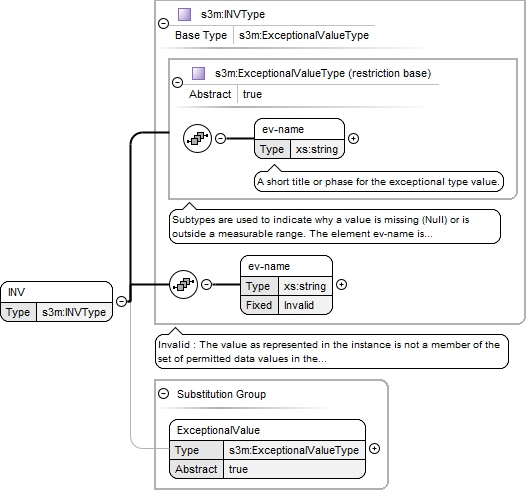 s3m:INVType
Base Type s3m:ExceptionalValueType
s3m:ExceptionalValueType (restriction base)
Abstract true
ev-name
Type xs:string
A short title or phase for the exceptional type value.
Subtypes are used to indicate why a value is missing (Null) or is
outside a measurable range. The element ev-name is...
INV
Type s3m:INVType
ev-name
Type xs:string
Fixed Invalid
Invalid : The value as represented in the instance is not a member of the
set of permitted data values in the...
Substitution Group
ExceptionalValue
Type s3m:ExceptionalValueType
Abstract true